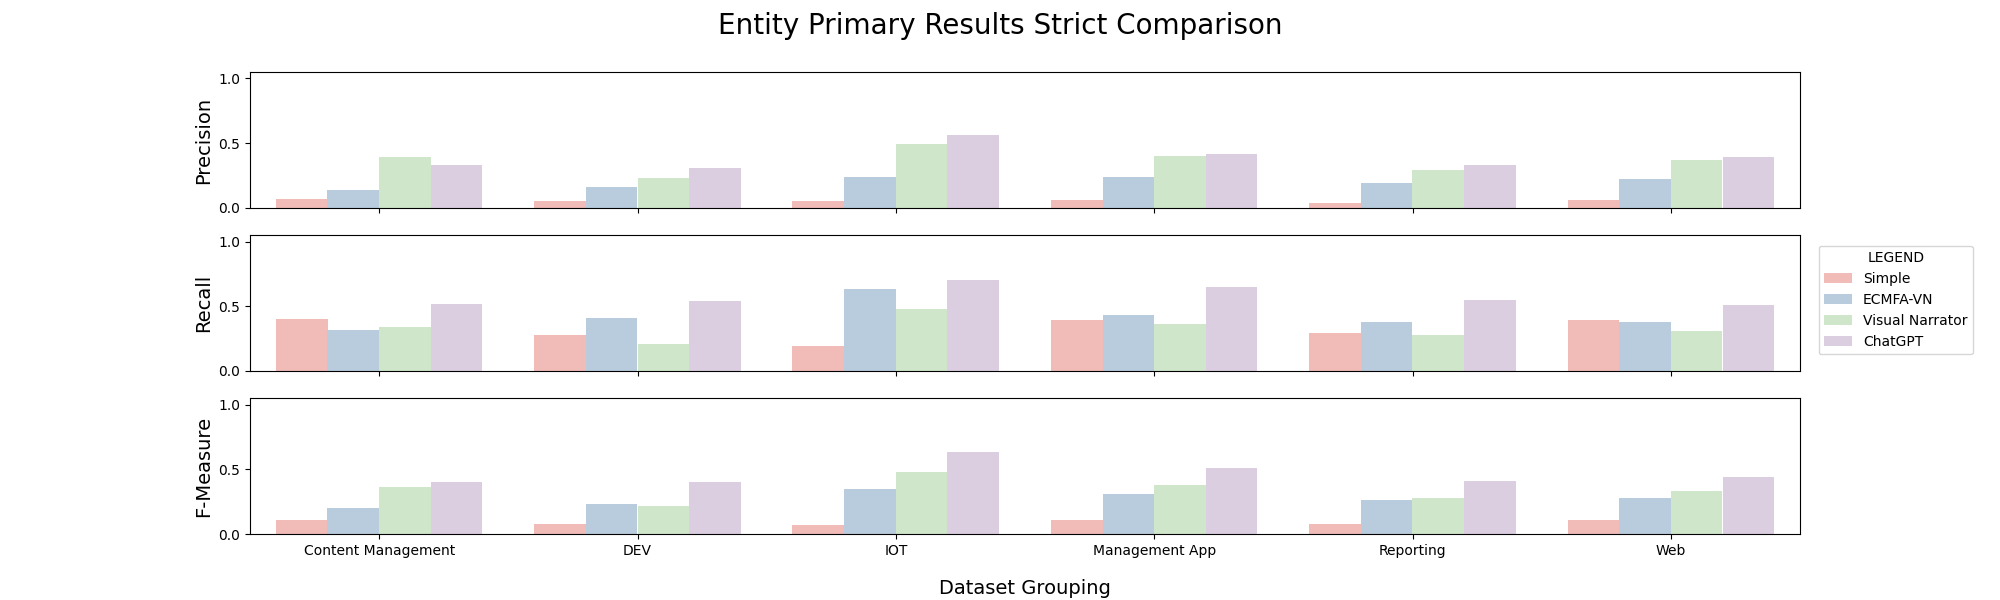 Entity Primary Results Strict Comparison
Precision
1.0
0.5
0.0
Recall
1.0
0.5
0.0
LEGEND
Simple
ECMFA-VN
Visual Narrator
ChatGPT
F-Measure
1.0
0.5
0.0
Content Management
DEV
IOT
Management App
Reporting
Web
Dataset Grouping